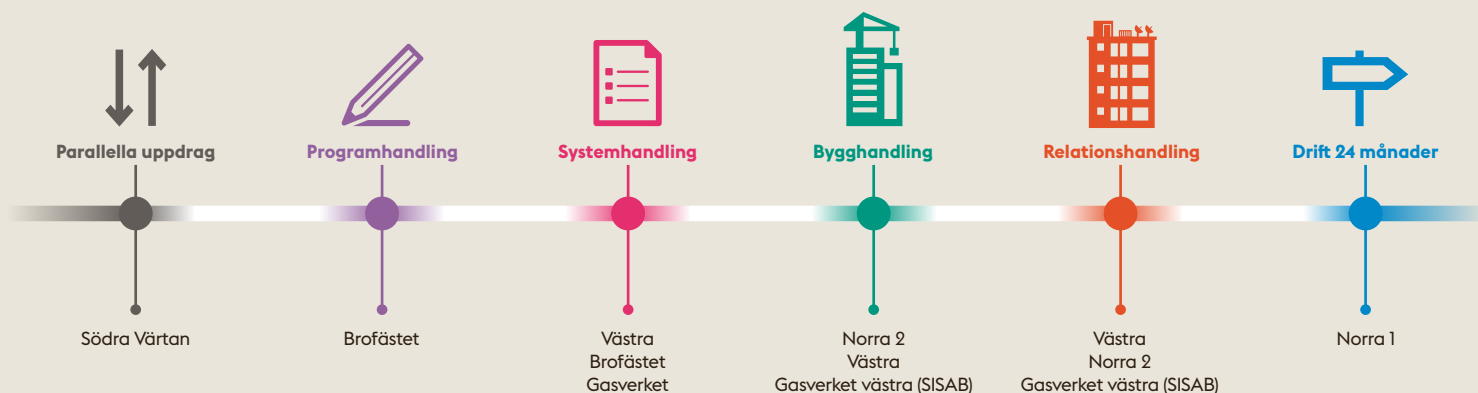 Parallella uppdrag
Programhandling
Systemhandling
Bygghandling
Relationshandling
Drift 24 månader
Södra Värtan
Brofästet
Västra
Brofästet
Gasverket
Norra 2
Västra
Gasverket västra (SISAB)
Västra
Norra 2
Gasverket västra (SISAB)
Norra 1